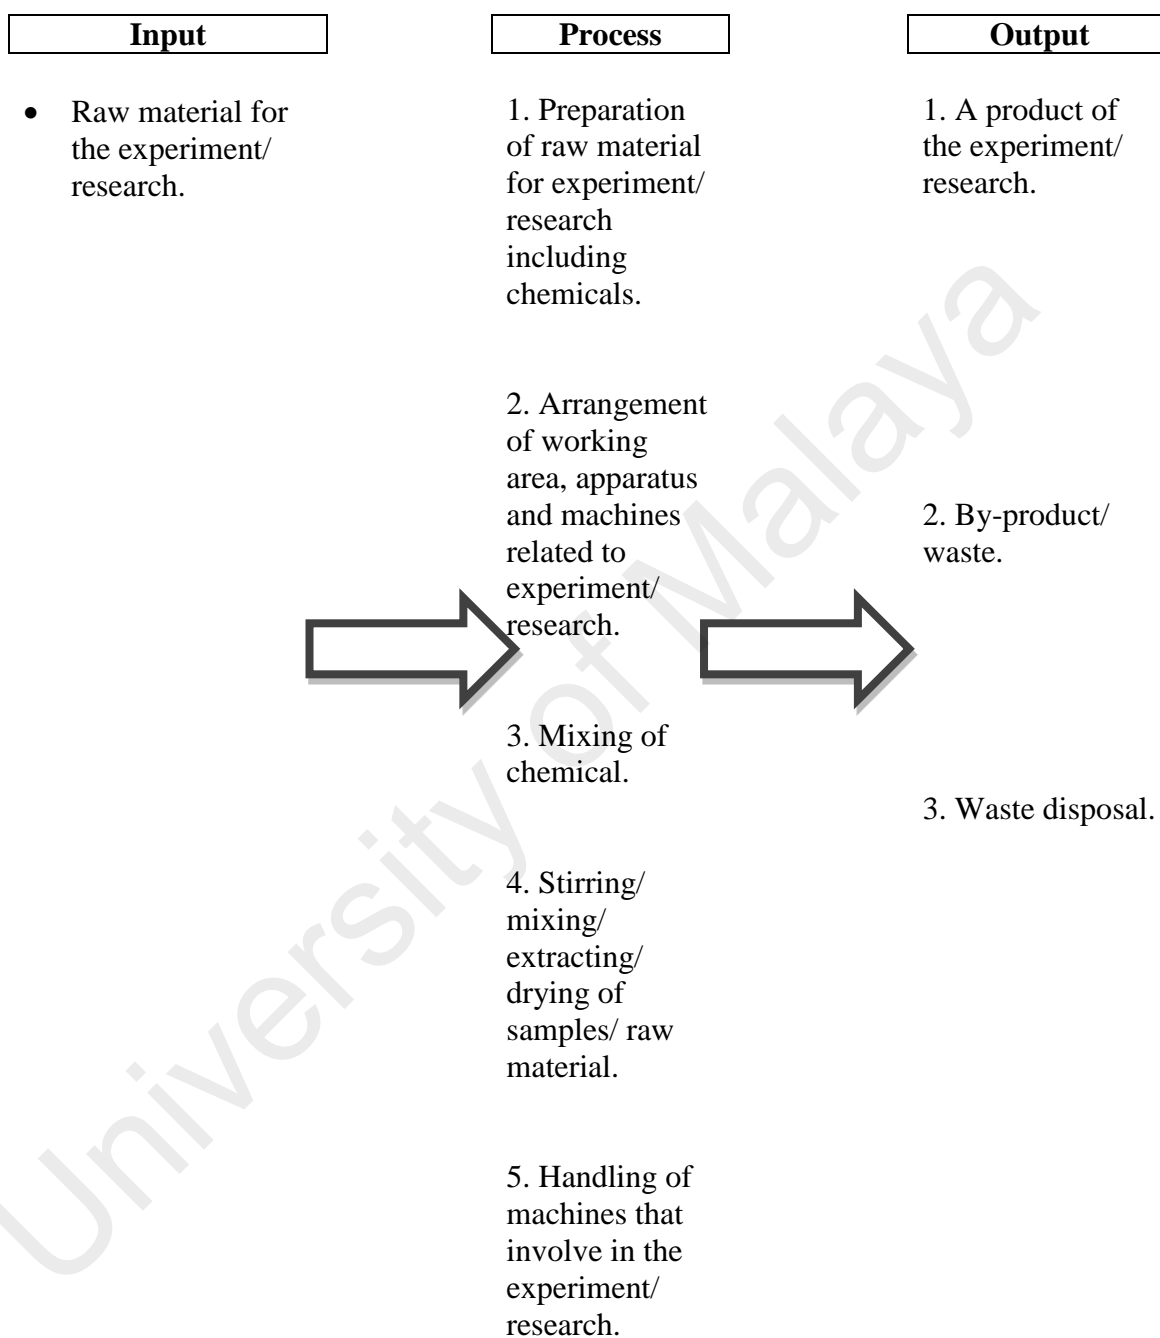 Input
• Raw material for
the experiment/
research.
Process
1. Preparation
of raw material
for experiment/
research
including
chemicals.
2. Arrangement
of working
area, apparatus
and machines
related to
experiment/
research.
3. Mixing of
chemical.
4. Stirring/
mixing/
extracting/
drying of
samples/ raw
material.
5. Handling of
machines that
involve in the
experiment/
research.
Output
1. A product of
the experiment/
research.
2. By-product/
waste.
3. Waste disposal.
University of Malaya